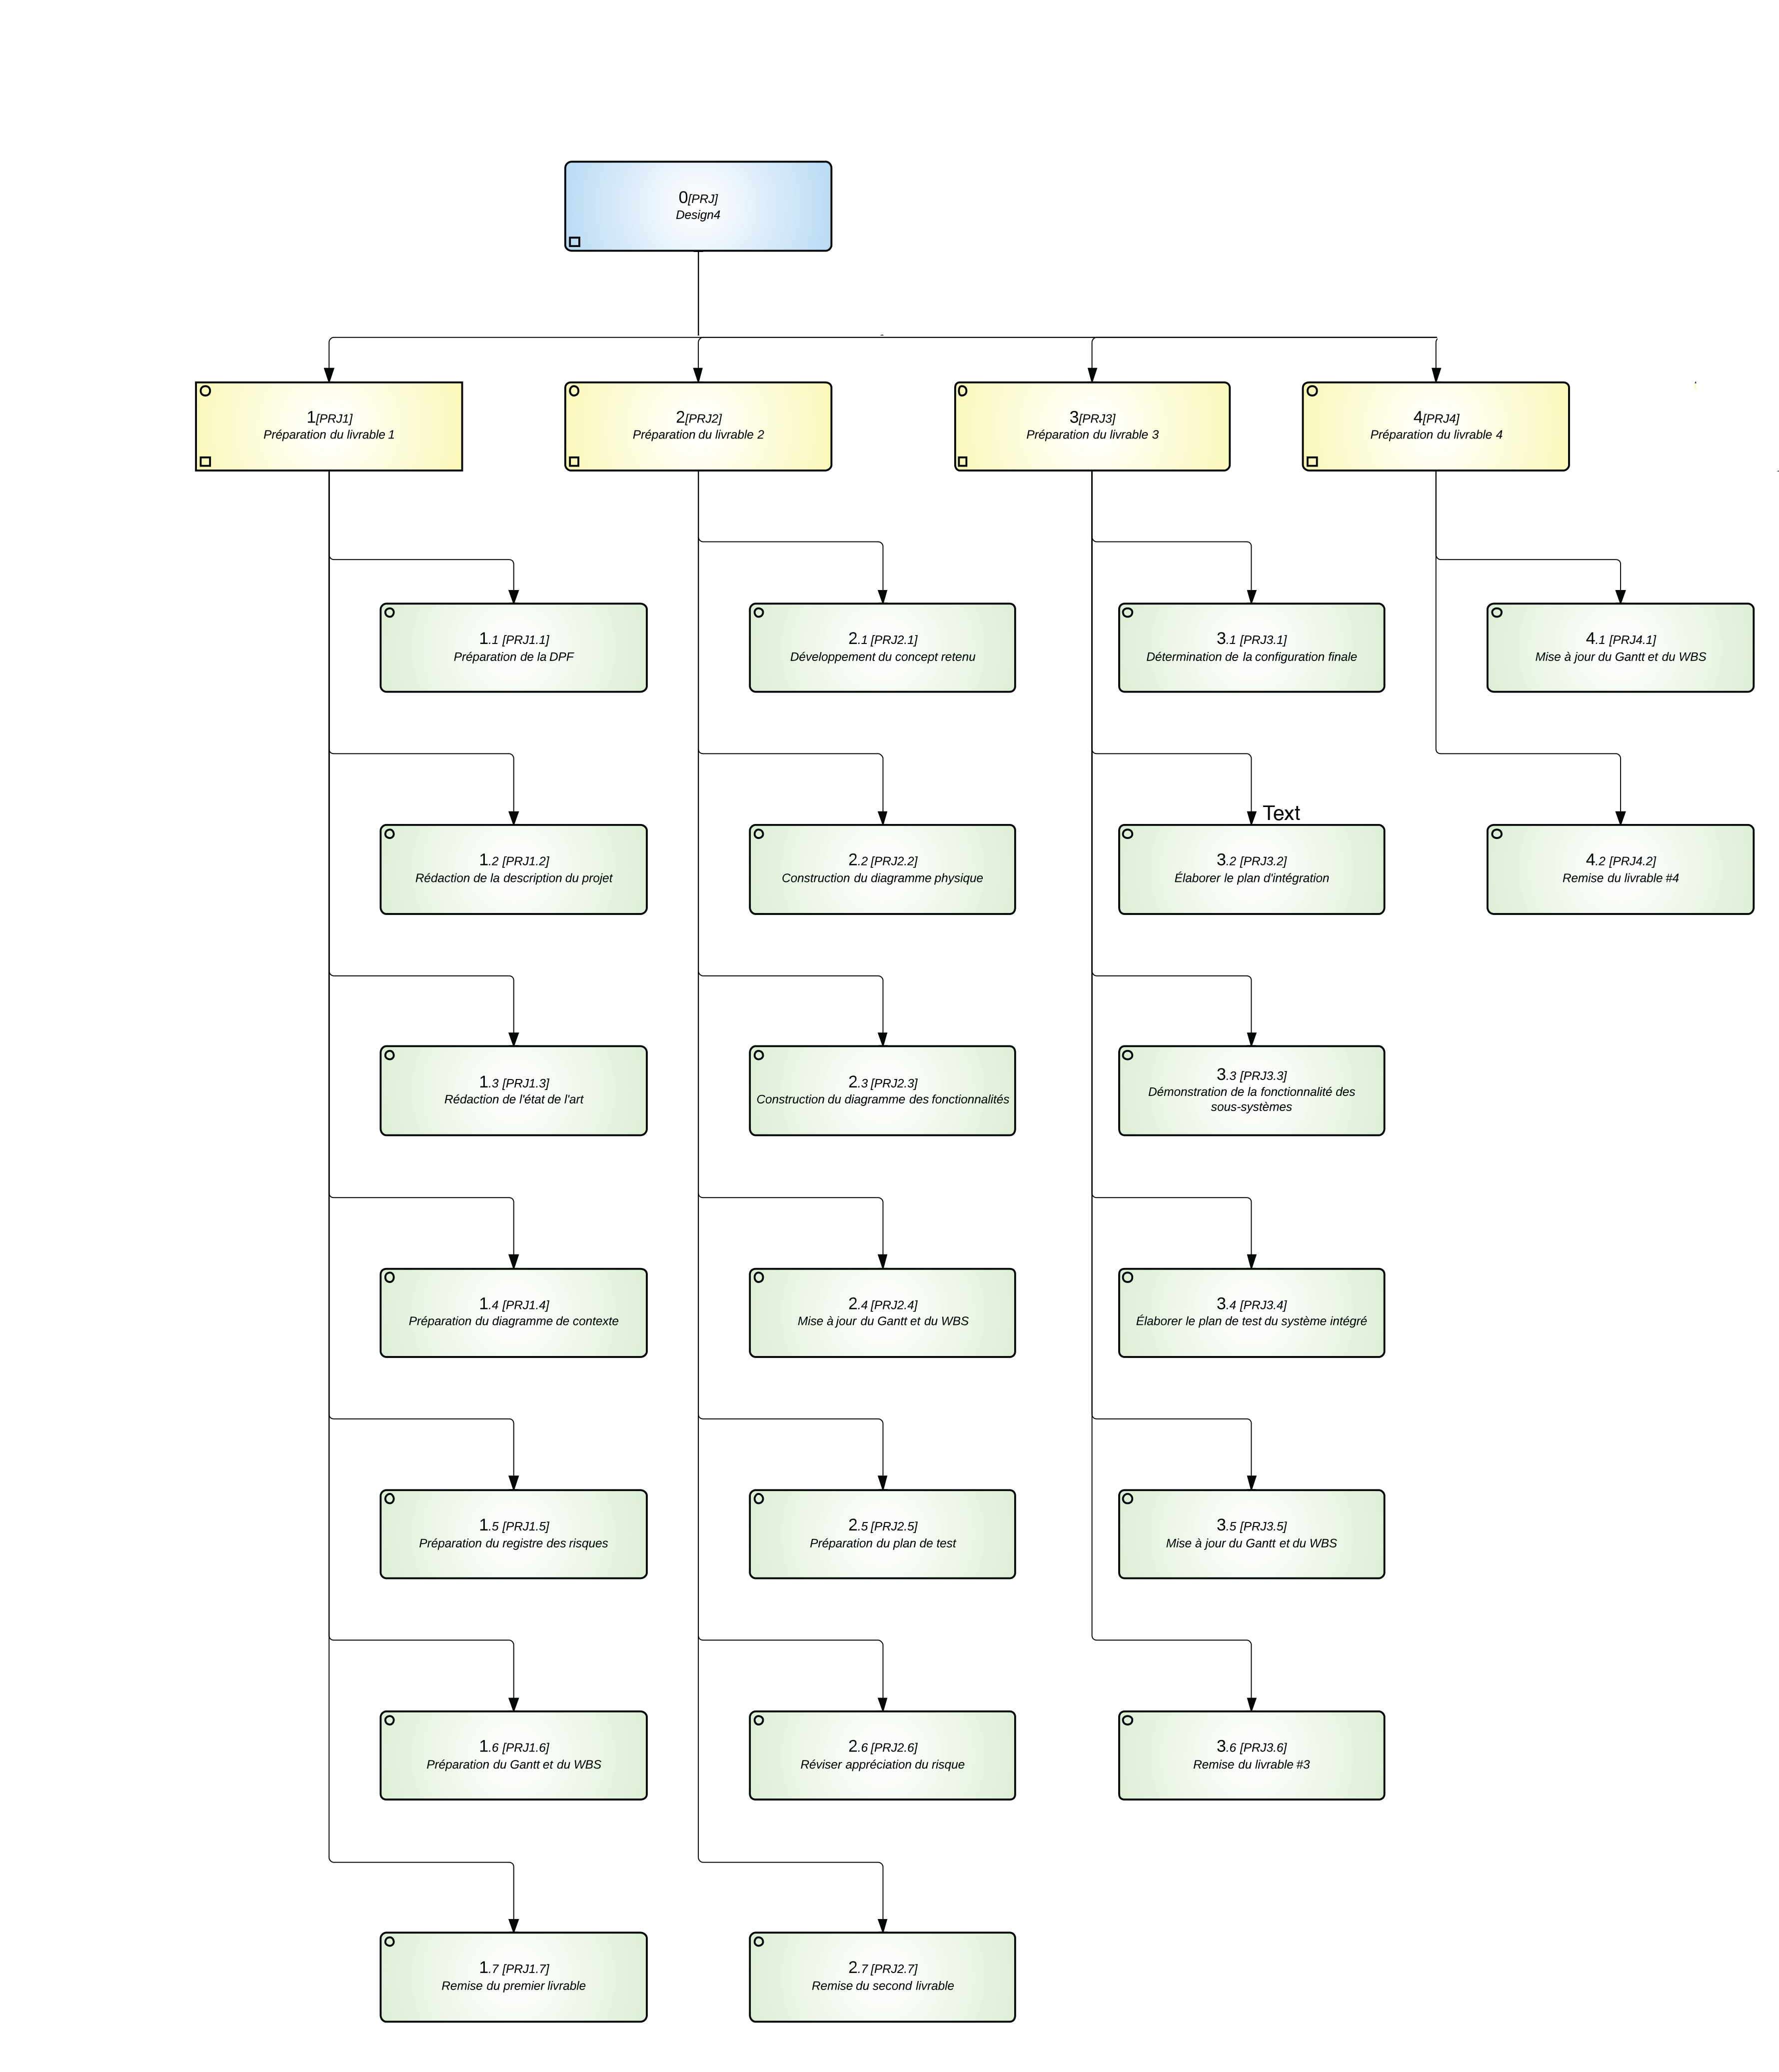 0[PRJ]
Design4
1[PRJ1]
Préparation du livrable 1
2[PRJ2]
Préparation du livrable 2
3[PRJ3]
Préparation du livrable 3
4[PRJ4]
Préparation du livrable 4
1.1 [PRJ1.1]
Préparation de la DPF
2.1 [PRJ2.1]
Développement du concept retenu
3.1 [PRJ3.1]
Détermination de la configuration finale
4.1 [PRJ4.1]
Mise à jour du Gantt et du WBS
Text
1.2 [PRJ1.2]
Rédaction de la description du projet
2.2 [PRJ2.2]
Construction du diagramme physique
3.2 [PRJ3.2]
Élaborer le plan d'intégration
4.2 [PRJ4.2]
Remise du livrable #4
1.3 [PRJ1.3]
Rédaction de l'état de l'art
2.3 [PRJ2.3]
Construction du diagramme des fonctionnalités
3.3 [PRJ3.3]
Démonstration de la fonctionnalité des
sous-systèmes
1.4 [PRJ1.4]
Préparation du diagramme de contexte
2.4 [PRJ2.4]
Mise à jour du Gantt et du WBS
3.4 [PRJ3.4]
Élaborer le plan de test du système intégré
1.5 [PRJ1.5]
Préparation du registre des risques
2.5 [PRJ2.5]
Préparation du plan de test
3.5 [PRJ3.5]
Mise à jour du Gantt et du WBS
1.6 [PRJ1.6]
Préparation du Gantt et du WBS
2.6 [PRJ2.6]
Réviser appréciation du risque
3.6 [PRJ3.6]
Remise du livrable #3
1.7 [PRJ1.7]
Remise du premier livrable
2.7 [PRJ2.7]
Remise du second livrable